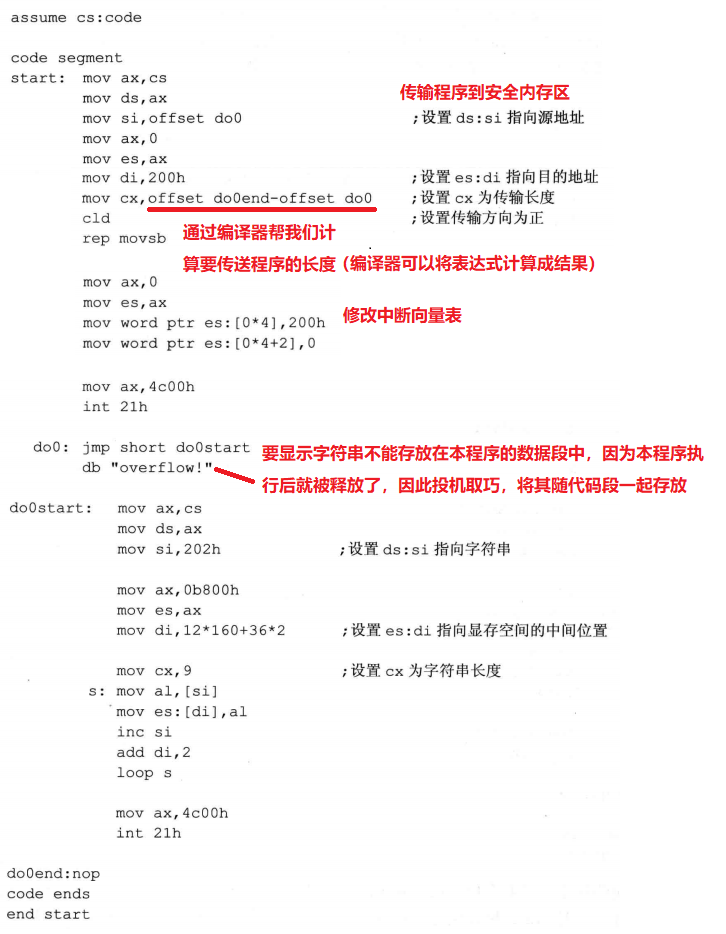 assume cs:code
code segment
start: mov ax,cs
mov ds,ax
传输程序到安全内存区
mov si,offset do0 ;设置 ds:si 指向源地址
mov ax,0
mov es,ax
mov di,200h ;设置 es:di 指向目的地址
mov cx,offset do0end-offset do0 ;设置 cx 为传输长度
cld ;设置传输方向为正
rep movsb
通过编译器帮我们计
算要传送程序的长度（编译器可以将表达式计算成结果）
mov ax,0
mov es,ax
mov word ptr es:[0*4],200h
修改中断向量表
mov word ptr es:[0*4+2],0
mov ax,4c00h
int 21h
do0: jmp short do0start
db "overflow!"
要显示字符串不能存放在本程序的数据段中，因为本程序执
行后就被释放了，因此投机取巧，将其随代码段一起存放
do0start: mov ax,cs
mov ds,ax
mov si,202h ;设置 ds:si 指向字符串
mov ax,0b800h
mov es,ax
mov di,12*160+36*2 ;设置 es:di 指向显存空间的中间位置
mov cx,9 ;设置 cx 为字符串长度
s: mov al,[si]
mov es:[di],al
inc si
add di,2
loop s
mov ax,4c00h
int 21h
do0end:nop
code ends
end start